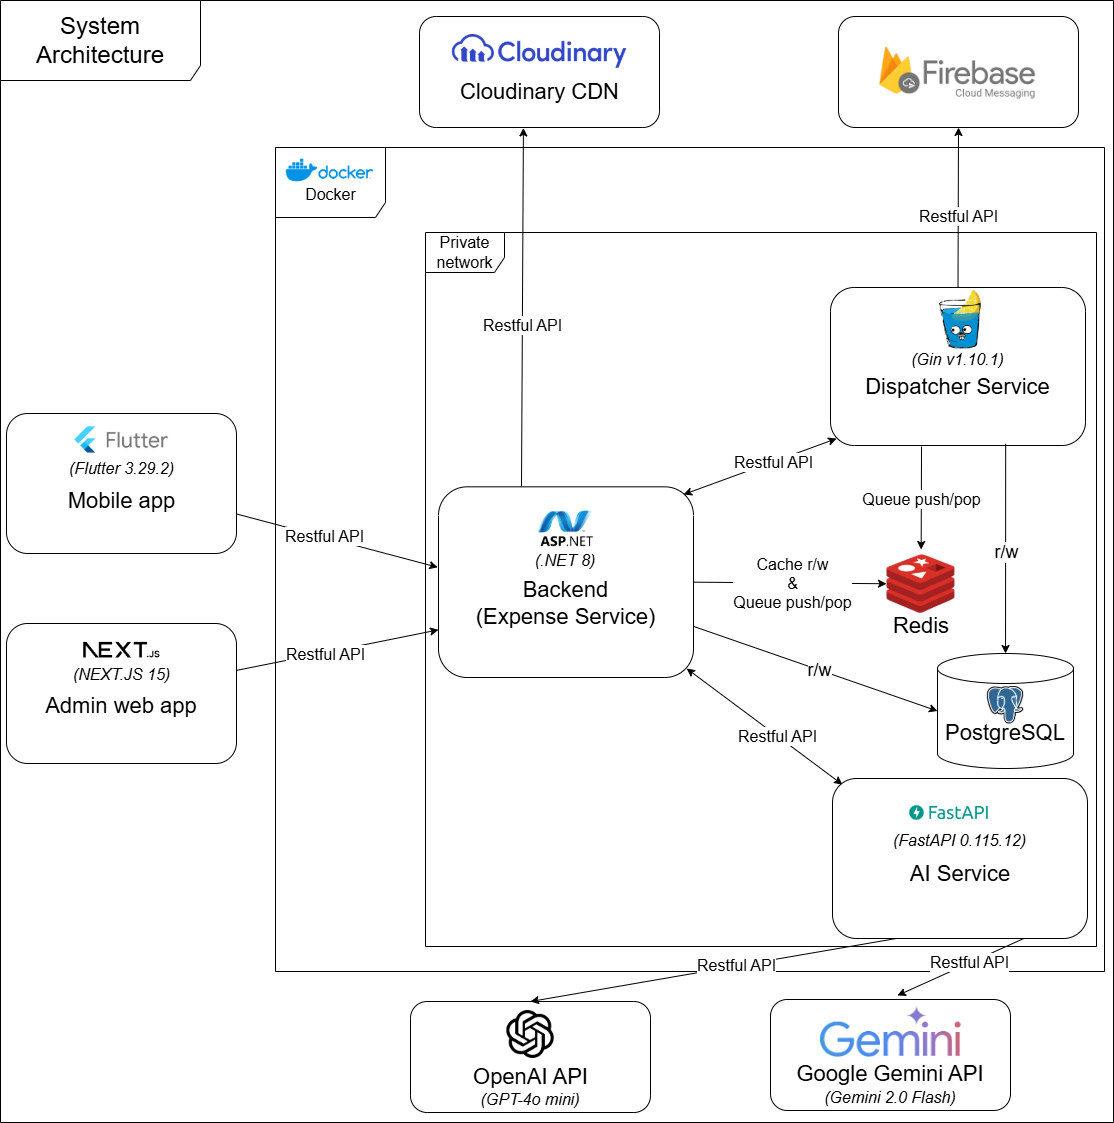 System
Architecture
Cloudinary
Cloudinary CDN
Firebase
Cloud Messaging
docker
Docker
Restful API
Private
network
Restful API
(Gin v1.10.1)
Dispatcher Service
Flutter
(Flutter 3.29.2)
Mobile app
Restful API
Queue push/pop
ASP.NET
(.NET 8)
Backend
(Expense Service)
Restful API
r/w
Cache r/w
&
Queue push/pop
Redis
NEXT.JS
(NEXT.JS 15)
Admin web app
Restful API
r/w
PostgreSQL
Restful API
FastAPI
(FastAPI 0.115.12)
AI Service
Restful API
Restful API
OpenAI API
(GPT-4o mini)
Gemini
Google Gemini API
(Gemini 2.0 Flash)